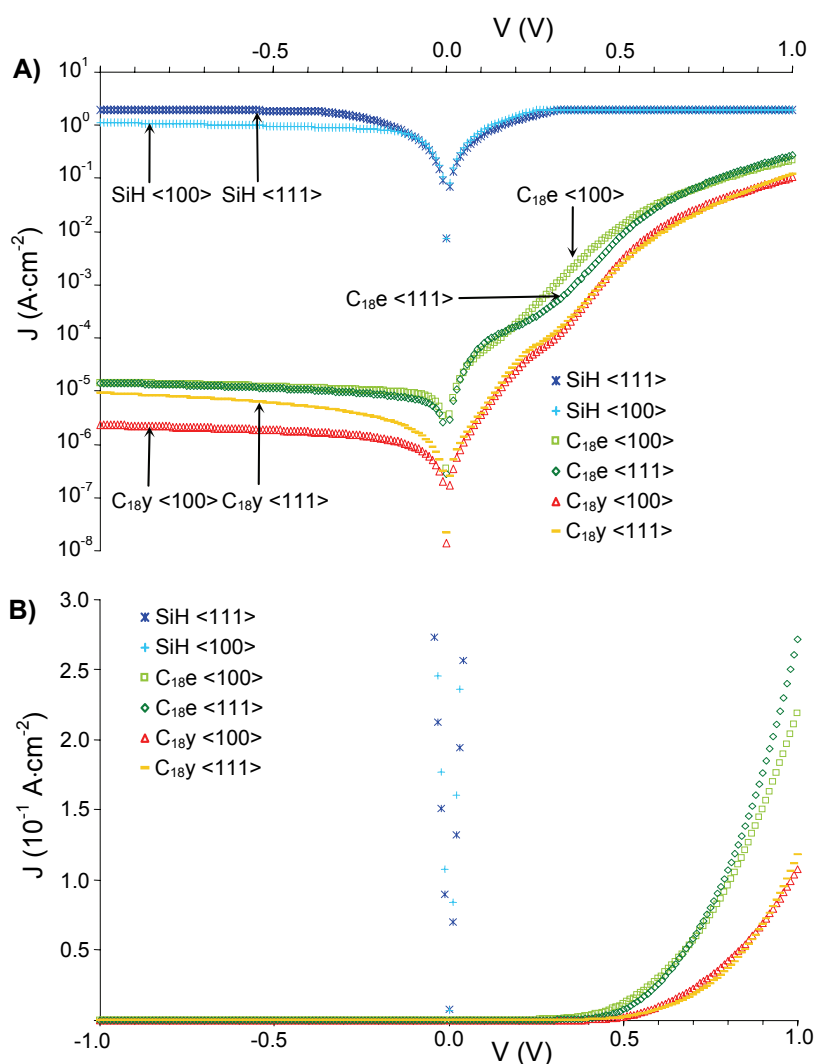 V (V)
-0.5 0.0 0.5 1.0
A)
J (A·cm⁻²)
10¹
10⁰
10⁻¹
10⁻²
10⁻³
10⁻⁴
10⁻⁵
10⁻⁶
10⁻⁷
10⁻⁸
SiH <100> SiH <111>
C₁₈e <100>
C₁₈e <111>
C₁₈y <100> C₁₈y <111>
SiH <111>
SiH <100>
C₁₈e <100>
C₁₈e <111>
C₁₈y <100>
C₁₈y <111>
B)
J (10⁻¹ A·cm⁻²)
3.0
2.5
2.0
1.5
1.0
0.5
SiH <111>
SiH <100>
C₁₈e <100>
C₁₈e <111>
C₁₈y <100>
C₁₈y <111>
-1.0 -0.5 0.0 0.5 1.0
V (V)